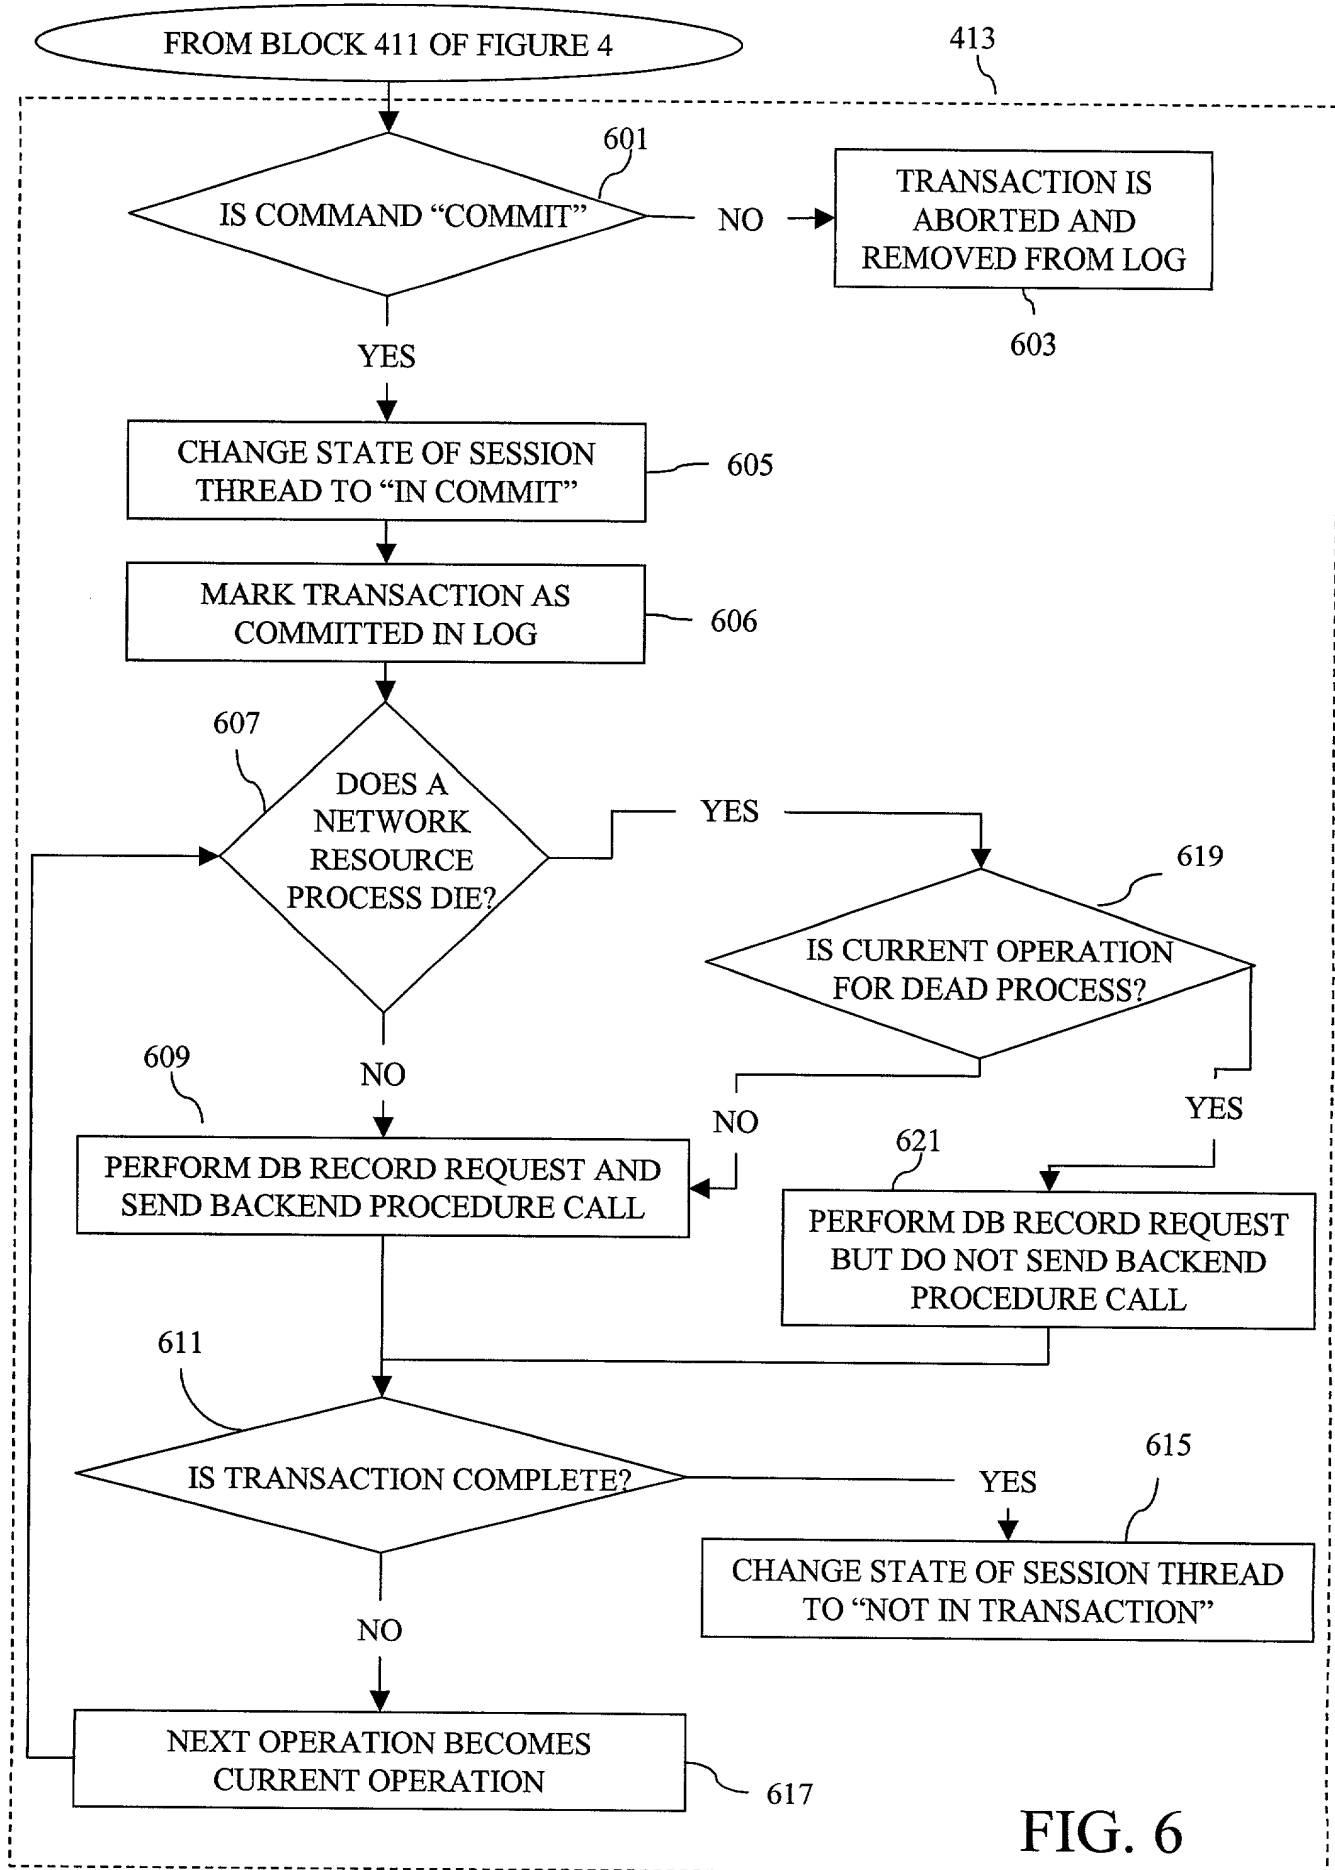 FROM BLOCK 411 OF FIGURE 4
413
601
IS COMMAND “COMMIT”
NO
TRANSACTION IS
ABORTED AND
REMOVED FROM LOG
603
YES
CHANGE STATE OF SESSION
THREAD TO “IN COMMIT”
605
MARK TRANSACTION AS
COMMITTED IN LOG
606
607
DOES A
NETWORK
RESOURCE
PROCESS DIE?
YES
619
IS CURRENT OPERATION
FOR DEAD PROCESS?
NO
609
NO
YES
PERFORM DB RECORD REQUEST AND
SEND BACKEND PROCEDURE CALL
621
PERFORM DB RECORD REQUEST
BUT DO NOT SEND BACKEND
PROCEDURE CALL
611
IS TRANSACTION COMPLETE?
YES
615
CHANGE STATE OF SESSION THREAD
TO “NOT IN TRANSACTION”
NO
NEXT OPERATION BECOMES
CURRENT OPERATION
617
FIG. 6